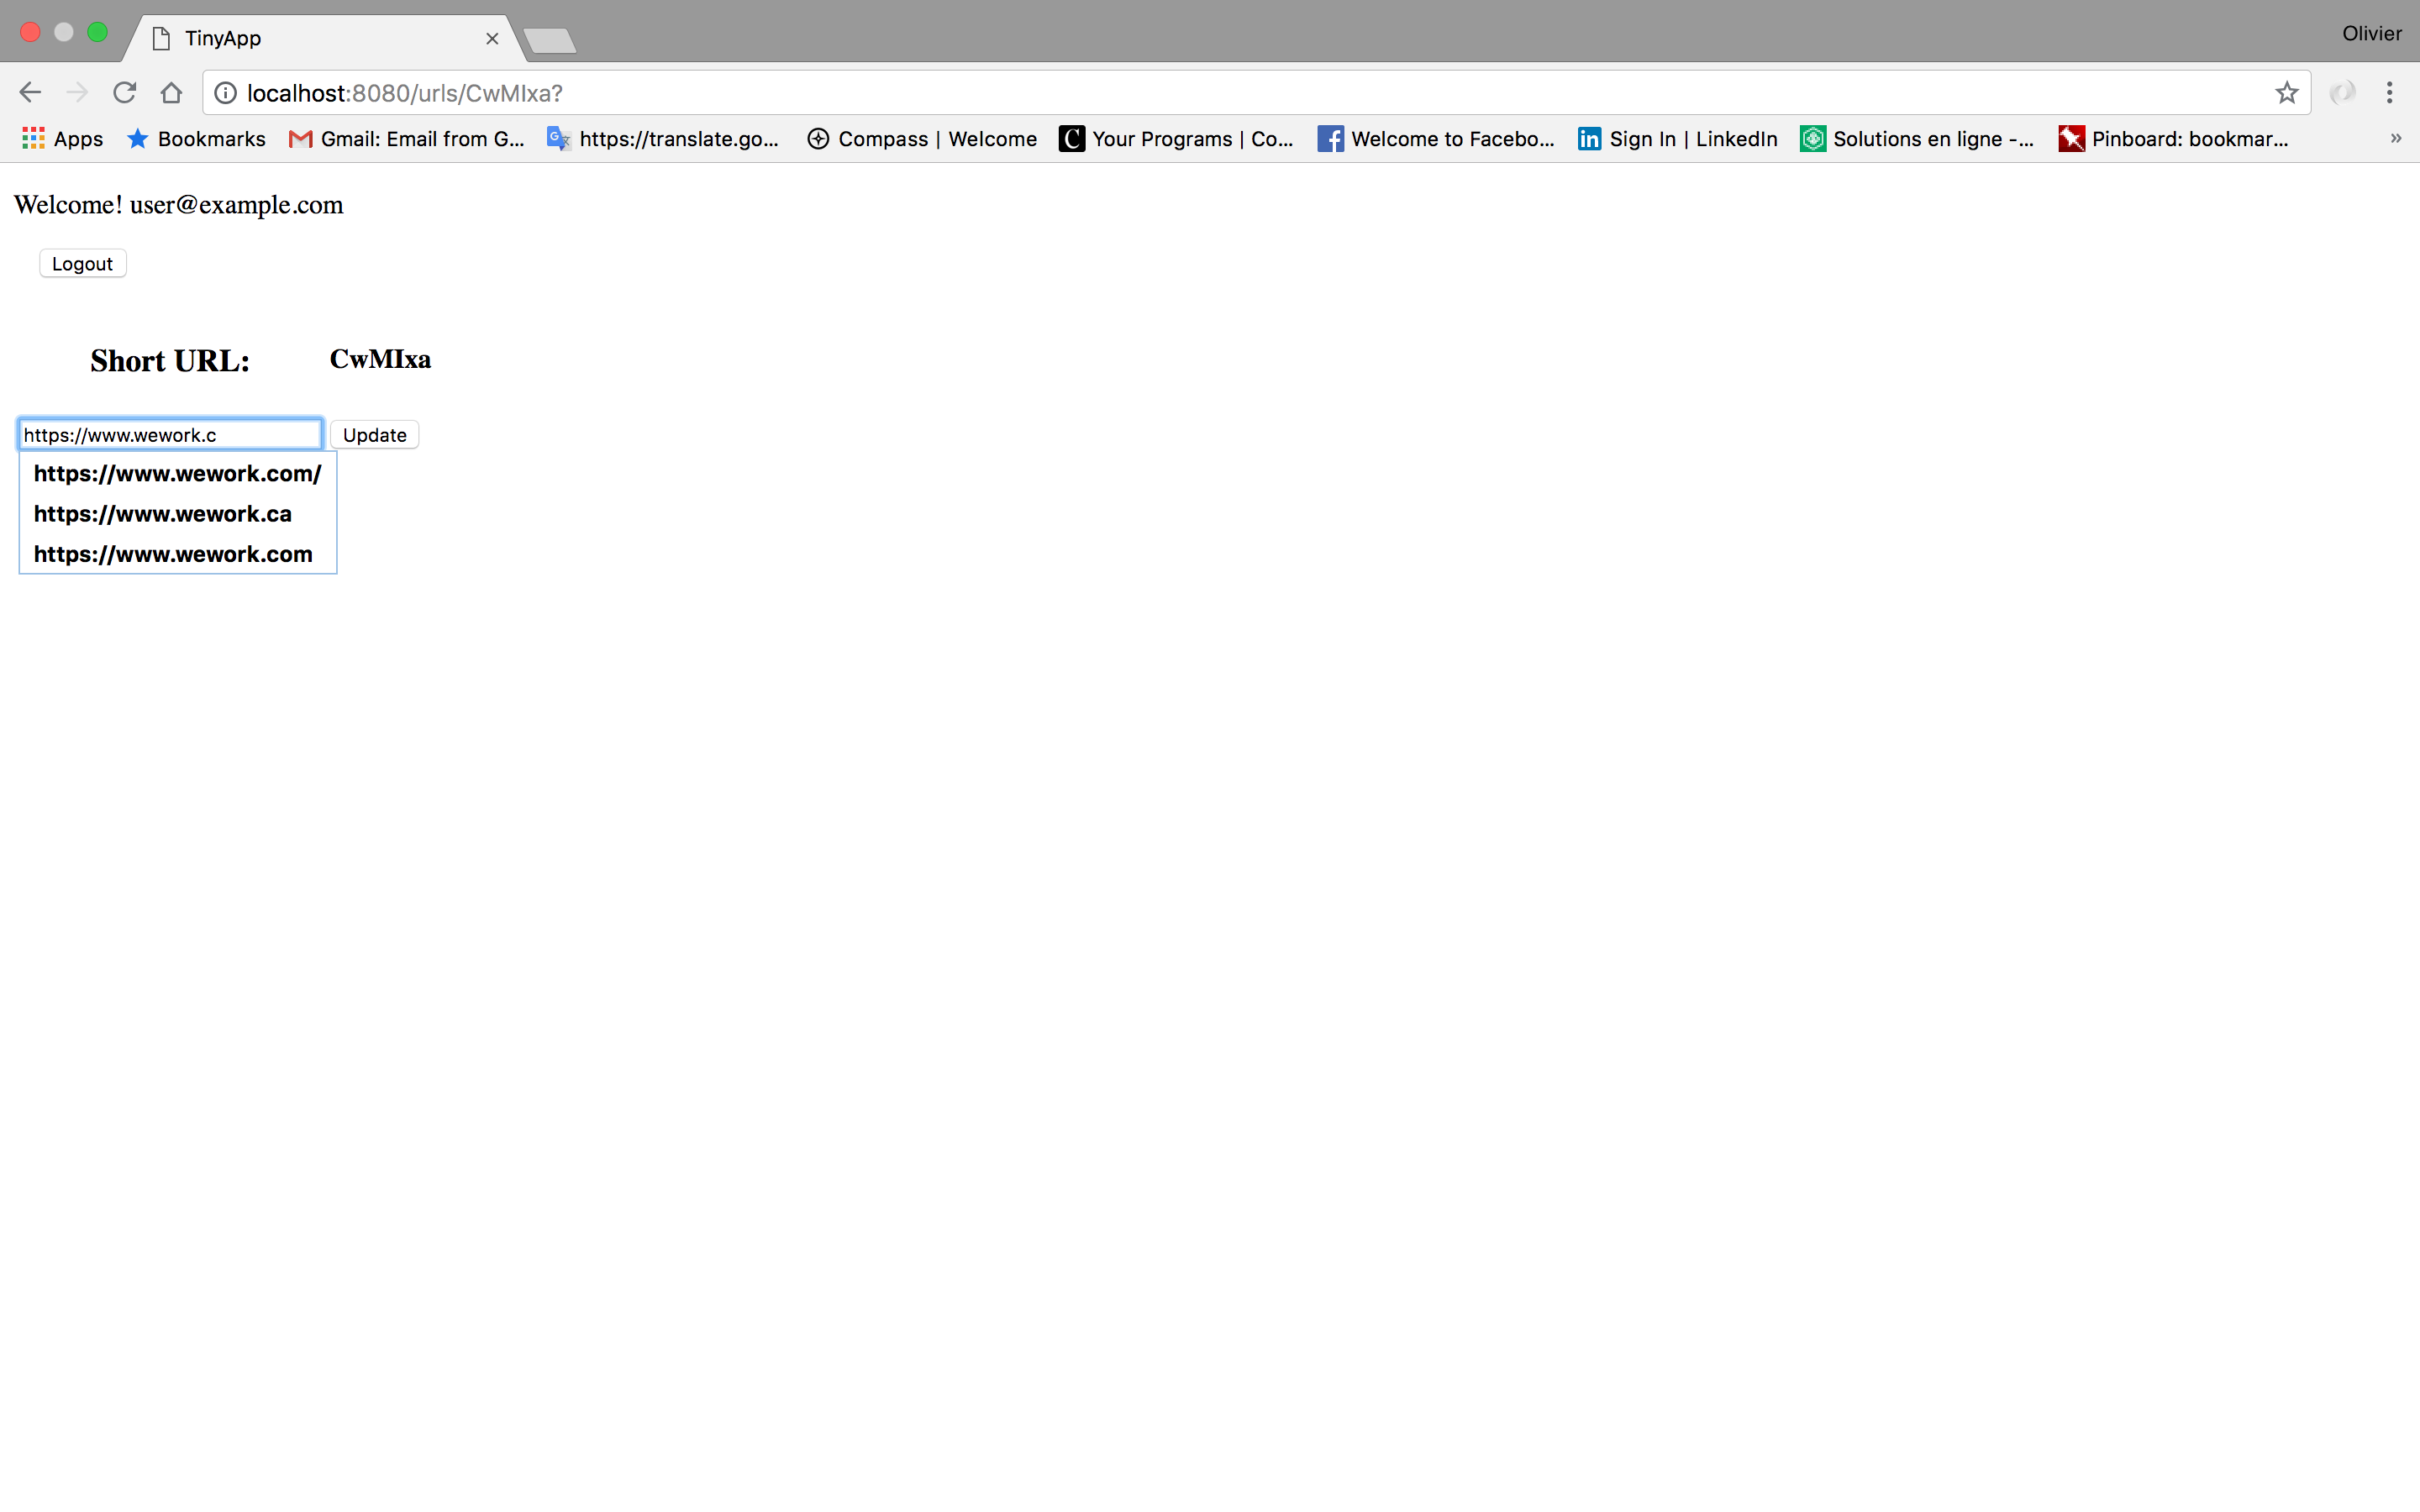 TinyApp
Olivier
localhost:8080/urls/CwMIxa?
Apps Bookmarks Gmail: Email from G... https://translate.go... Compass | Welcome Your Programs | Co... Welcome to Facebo... Sign In | LinkedIn Solutions en ligne -... Pinboard: bookmar... »
Welcome! user@example.com
Logout
Short URL: CwMIxa
https://www.wework.c Update
https://www.wework.com/
https://www.wework.ca
https://www.wework.com